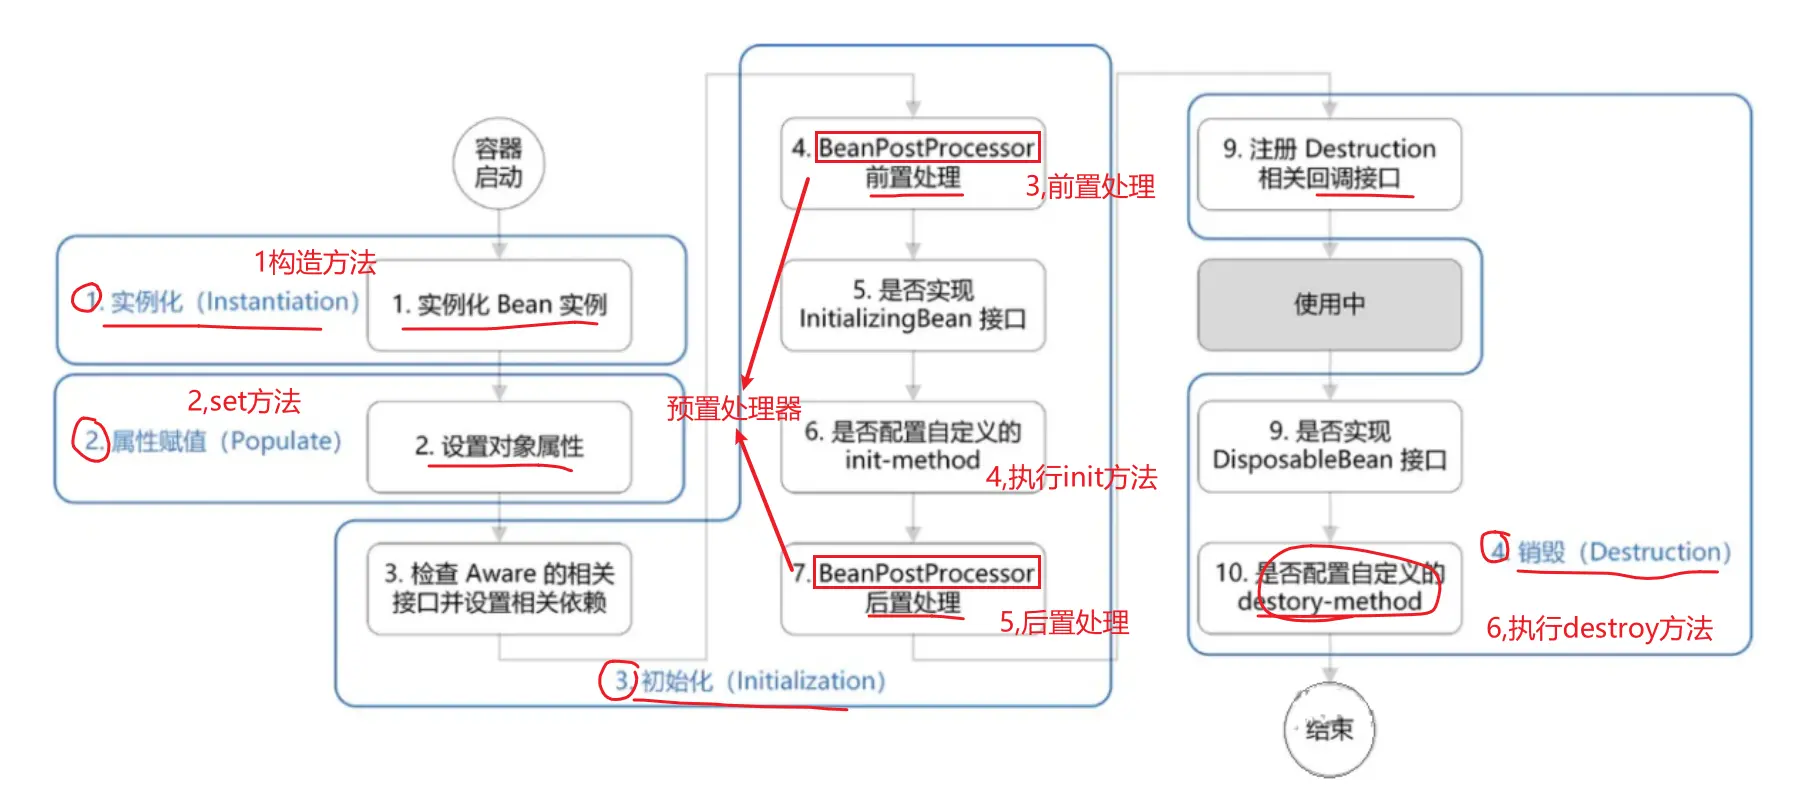 容器
启动
1构造方法
1. 实例化（Instantiation）
1. 实例化 Bean 实例
2,set方法
2. 属性赋值（Populate）
2. 设置对象属性
3. 检查 Aware 的相关
接口并设置相关依赖
3. 初始化（Initialization）
4. BeanPostProcessor
前置处理
3,前置处理
5. 是否实现
InitializingBean 接口
预置处理器
6. 是否配置自定义的
init-method
4,执行init方法
7. BeanPostProcessor
后置处理
5,后置处理
9. 注册 Destruction
相关回调接口
使用中
9. 是否实现
DisposableBean 接口
10. 是否配置自定义的
destory-method
4. 销毁（Destruction）
6,执行destroy方法
结束